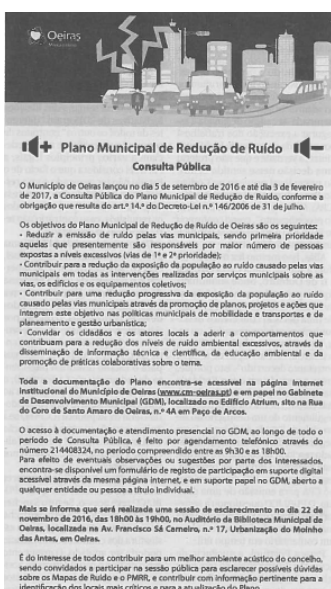 Oeiras
Plano Municipal de Redução de Ruído
Consulta Pública
O Município de Oeiras lançou no dia 5 de setembro de 2016 e até dia 3 de fevereiro
de 2017, a Consulta Pública do Plano Municipal de Redução de Ruído, conforme a
obrigação que resulta do art.º 14.º do Decreto-Lei n.º 146/2006 de 31 de julho.
Os objetivos do Plano Municipal de Redução de Ruído de Oeiras são os seguintes:
• Reduzir a emissão de ruído pelas vias municipais, sendo primeira prioridade
aquelas que presentemente são responsáveis por maior número de pessoas
expostas a níveis excessivos (vias de 1ª e 2ª prioridade);
• Contribuir para a redução da exposição da população ao ruído causado pelas vias
municipais em todas as intervenções realizadas por serviços municipais sobre as
vias, os edifícios e os equipamentos coletivos;
• Contribuir para uma redução progressiva da exposição da população ao ruído
causado pelas vias municipais através da promoção de planos, projetos e ações que
integrem este objetivo nas políticas municipais de mobilidade e transportes e de
planeamento e gestão urbanística;
• Convidar os cidadãos e os atores locais a aderir a comportamentos que
contribuam para a redução dos níveis de ruído ambiental excessivo, através da
disseminação de informação técnica e científica, da educação ambiental e da
promoção de práticas colaborativas sobre o tema.
Toda a documentação do Plano encontra-se acessível na página internet
institucional do Município de Oeiras (www.cm-oeiras.pt) e em papel no Gabinete
de Desenvolvimento Municipal (GDM), localizado no Edifício Atrium, sito na Rua
do Coro de Santo Amaro de Oeiras, n.º 4A em Paço de Arcos.
O acesso à documentação e atendimento presencial no GDM, ao longo de todo o
período de Consulta Pública, é feito por agendamento telefónico através do
número 214408324, no período compreendido entre as 9h30 e as 18h00.
Para efeito de eventuais observações ou sugestões por parte dos interessados,
encontra-se disponível um formulário de registo de participação em suporte digital
acessível através da mesma página internet, e em suporte papel no GDM, aberto a
qualquer entidade ou pessoa a título individual.
Mais se informa que será realizada uma sessão de esclarecimento no dia 22 de
novembro de 2016, das 18h00 às 19h00, no Auditório da Biblioteca Municipal de
Oeiras, localizada na Av. Francisco Sá Carneiro, n.º 17, Urbanização do Moinho
das Antas, em Oeiras.
É do interesse de todos contribuir para um melhor ambiente acústico do concelho,
sendo convidados a participar na sessão pública para esclarecer possíveis dúvidas
sobre os Mapas de Ruído e o PMRR, e contribuir com informação pertinente para a
identificação dos locais mais críticos e para a atualização do Plano.